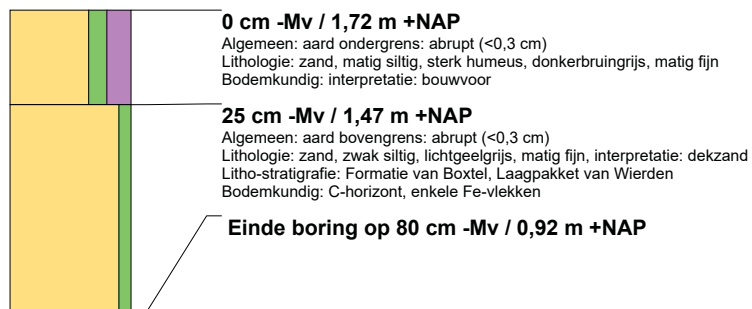 0 cm -Mv / 1,72 m +NAP
Algemeen: aard ondergrens: abrupt (<0,3 cm)
Lithologie: zand, matig siltig, sterk humeus, donkerbruingrijs, matig fijn
Bodemkundig: interpretatie: bouwvoor
25 cm -Mv / 1,47 m +NAP
Algemeen: aard bovengrens: abrupt (<0,3 cm)
Lithologie: zand, zwak siltig, lichtgeelgrijs, matig fijn, interpretatie: dekzand
Litho-stratigrafie: Formatie van Boxtel, Laagpakket van Wierden
Bodemkundig: C-horizont, enkele Fe-vlekken
Einde boring op 80 cm -Mv / 0,92 m +NAP